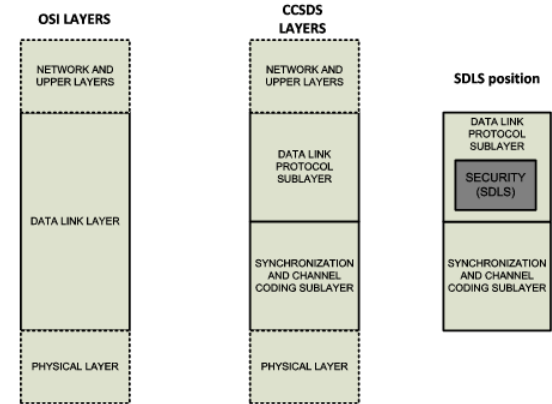 OSI LAYERS
NETWORK AND
UPPER LAYERS
DATA LINK LAYER
PHYSICAL LAYER
CCSDS
LAYERS
NETWORK AND
UPPER LAYERS
DATA LINK
PROTOCOL
SUBLAYER
SYNCHRONIZATION
AND CHANNEL
CODING SUBLAYER
PHYSICAL LAYER
SDLS position
DATA LINK
PROTOCOL
SUBLAYER
SECURITY
(SDLS)
SYNCHRONIZATION
AND CHANNEL
CODING SUBLAYER